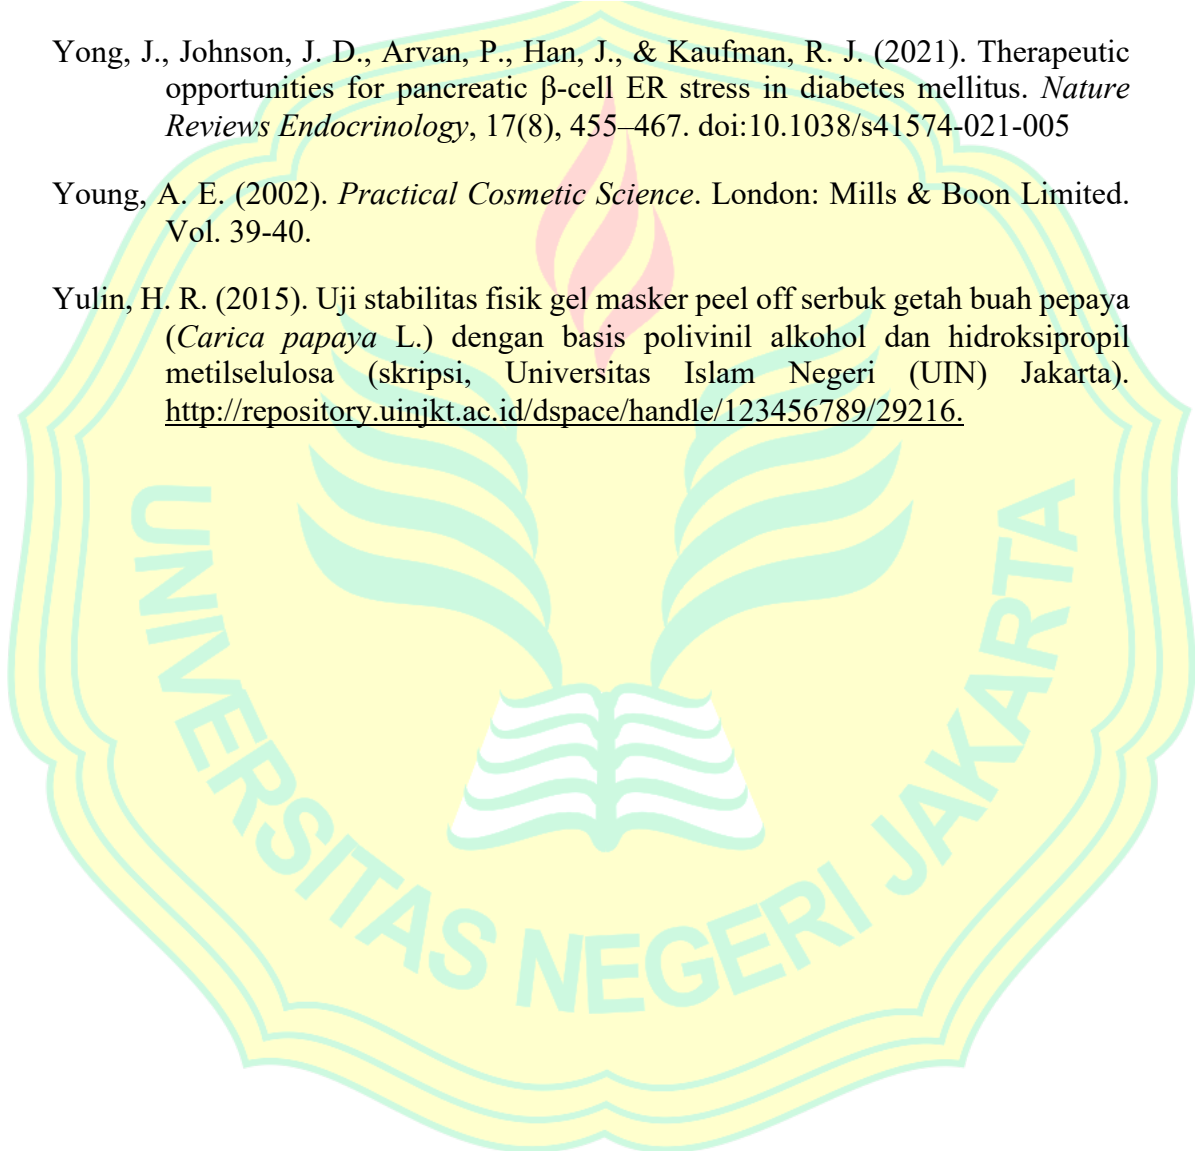 Yong, J., Johnson, J. D., Arvan, P., Han, J., & Kaufman, R. J. (2021). Therapeutic
opportunities for pancreatic β-cell ER stress in diabetes mellitus. Nature
Reviews Endocrinology, 17(8), 455–467. doi:10.1038/s41574-021-005
Young, A. E. (2002). Practical Cosmetic Science. London: Mills & Boon Limited.
Vol. 39-40.
Yulin, H. R. (2015). Uji stabilitas fisik gel masker peel off serbuk getah buah pepaya
(Carica papaya L.) dengan basis polivinil alkohol dan hidroksipropil
metilselulosa (skripsi, Universitas Islam Negeri (UIN) Jakarta).
http://repository.uinjkt.ac.id/dspace/handle/123456789/29216.
UNIVERSITAS NEGERI JAKARTA